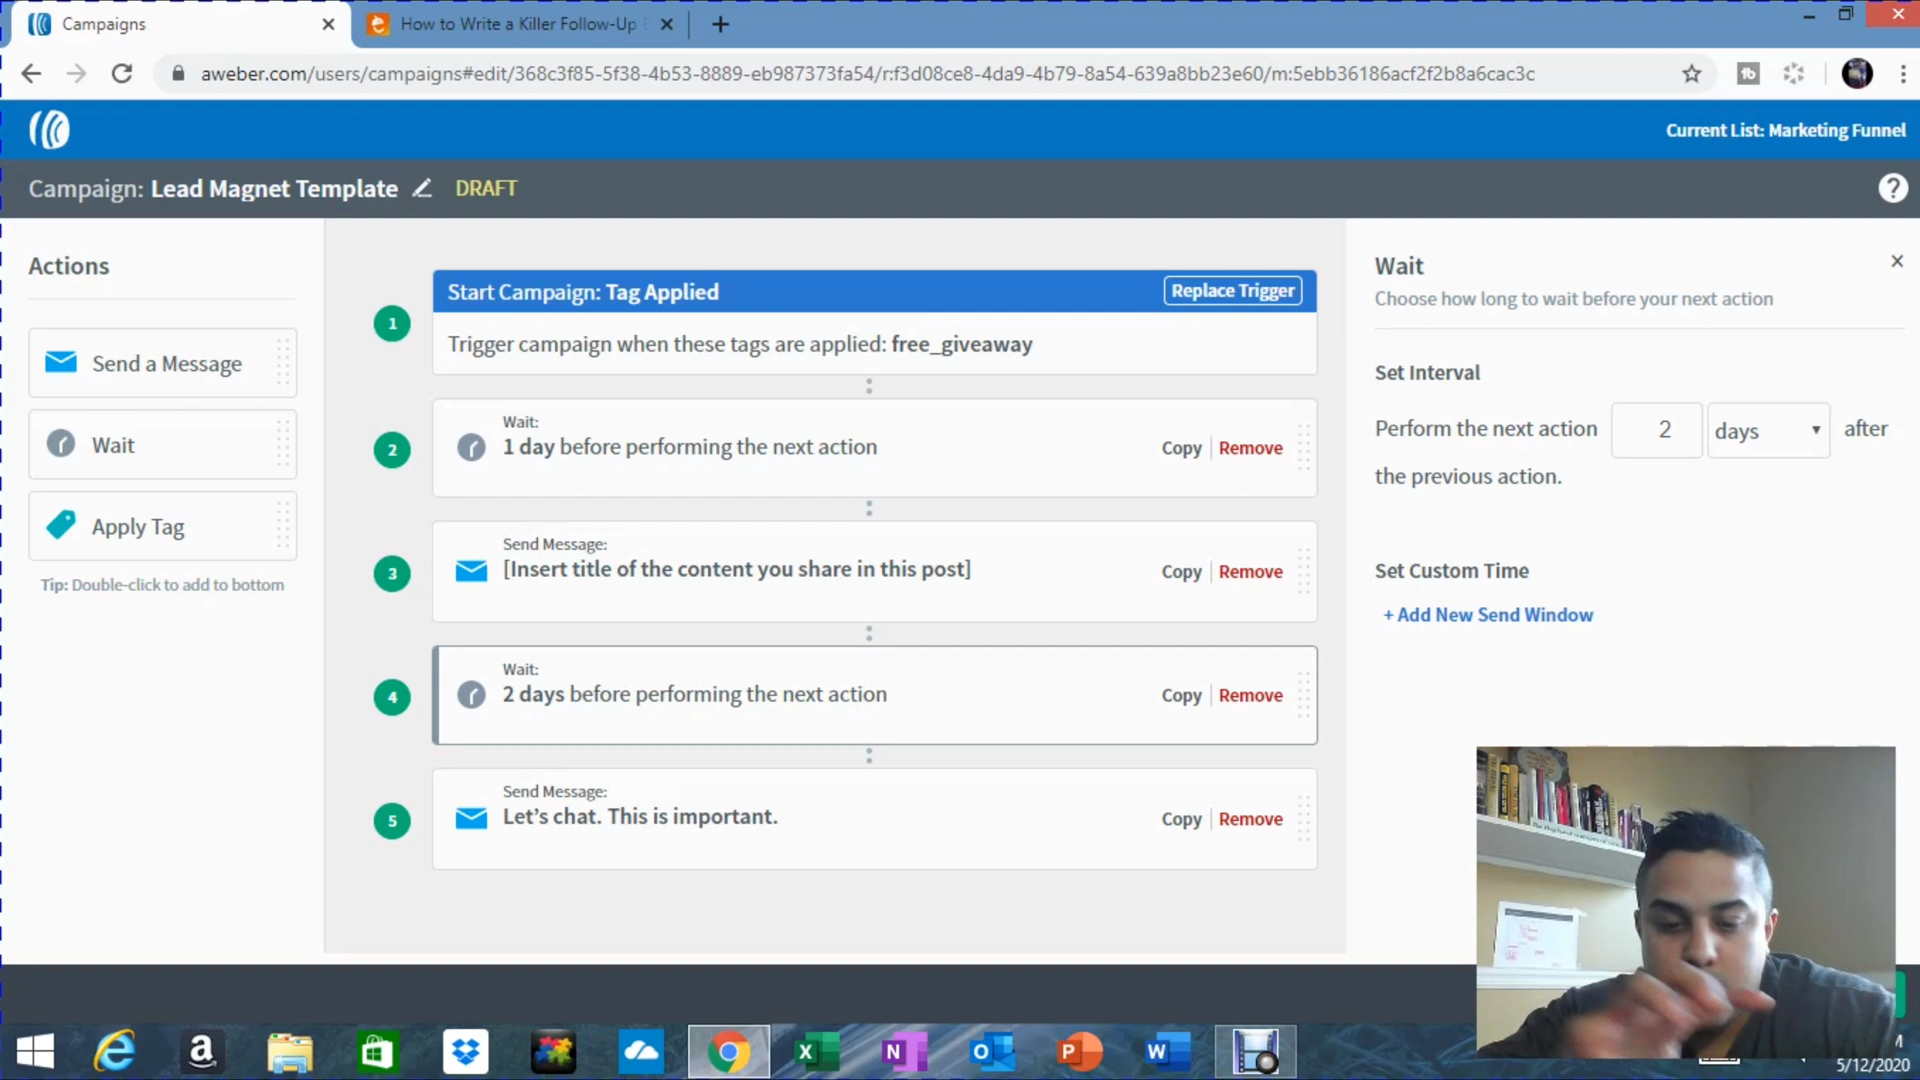 Campaigns
How to Write a Killer Follow-Up
aweber.com/users/campaigns#edit/368c3f85-5f38-4b53-8889-eb987373fa54/r:f3d08ce8-4da9-4b79-8a54-639a8bb23e60/m:5ebb36186acf2f2b8a6cac3c
Current List: Marketing Funnel
Campaign: Lead Magnet Template DRAFT
?
Actions
Send a Message
Wait
Apply Tag
Tip: Double-click to add to bottom
1
Start Campaign: Tag Applied
Replace Trigger
Trigger campaign when these tags are applied: free_giveaway
2
Wait:
1 day before performing the next action
Copy Remove
3
Send Message:
[Insert title of the content you share in this post]
Copy Remove
4
Wait:
2 days before performing the next action
Copy Remove
5
Send Message:
Let's chat. This is important.
Copy Remove
Wait
Choose how long to wait before your next action
Set Interval
Perform the next action 2 days after
the previous action.
Set Custom Time
+ Add New Send Window
5/12/2020